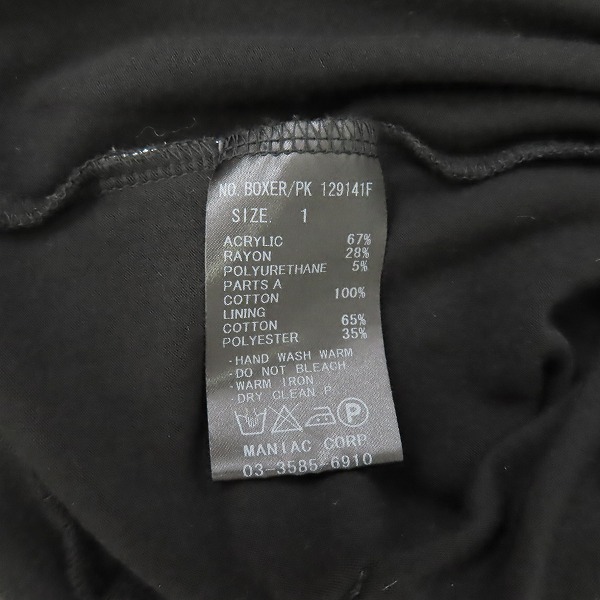 NO. BOXER/PK 129141F
SIZE. 1
ACRYLIC 67%
RAYON 28%
POLYURETHANE 5%
PARTS A
COTTON 100%
LINING
COTTON 65%
POLYESTER 35%
·HAND WASH WARM
·DO NOT BLEACH
·WARM IRON
·DRY CLEAN P
P
MANIAC CORP.
03-3585-6910